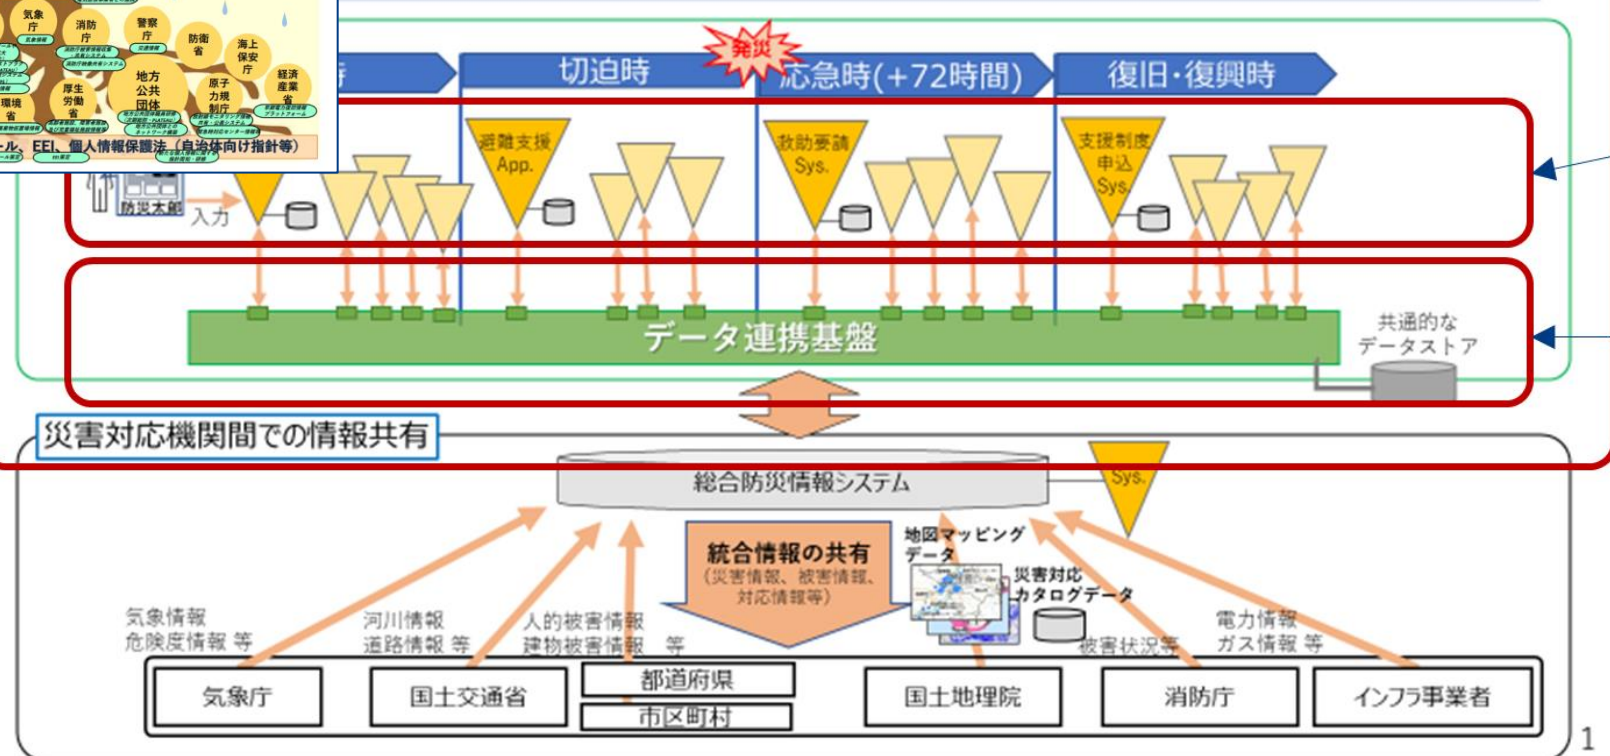 気象
庁
消防
庁
警察
庁
防衛
省
海上
保安
庁
経済
産業
省
環境
省
厚生
労働
省
地方
公共
団体
原子
力規
制庁
ール、EEI、個人情報保護法（自治体向け指針等）
時
切迫時
発災
応急時(+72時間)
復旧・復興時
防災太郎
入力
避難支援
App.
救助要請
Sys.
支援制度
申込
Sys.
データ連携基盤
共通的な
データストア
災害対応機関間での情報共有
総合防災情報システム
Sys.
統合情報の共有
（災害情報、被害情報、
対応情報等）
地図マッピング
データ
災害対応
カタログデータ
気象情報
危険度情報 等
河川情報
道路情報 等
人的被害情報
建物被害情報 等
被害状況等
電力情報
ガス情報 等
気象庁
国土交通省
都道府県
市区町村
国土地理院
消防庁
インフラ事業者
1